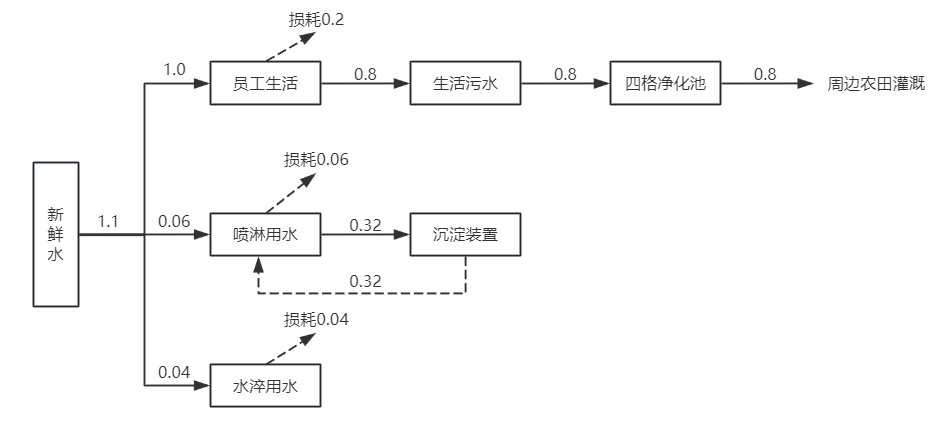 损耗0.2
1.0
员工生活
0.8
生活污水
0.8
四格净化池
0.8
周边农田灌溉
损耗0.06
新鲜水
1.1
0.06
喷淋用水
0.32
沉淀装置
0.32
损耗0.04
0.04
水淬用水